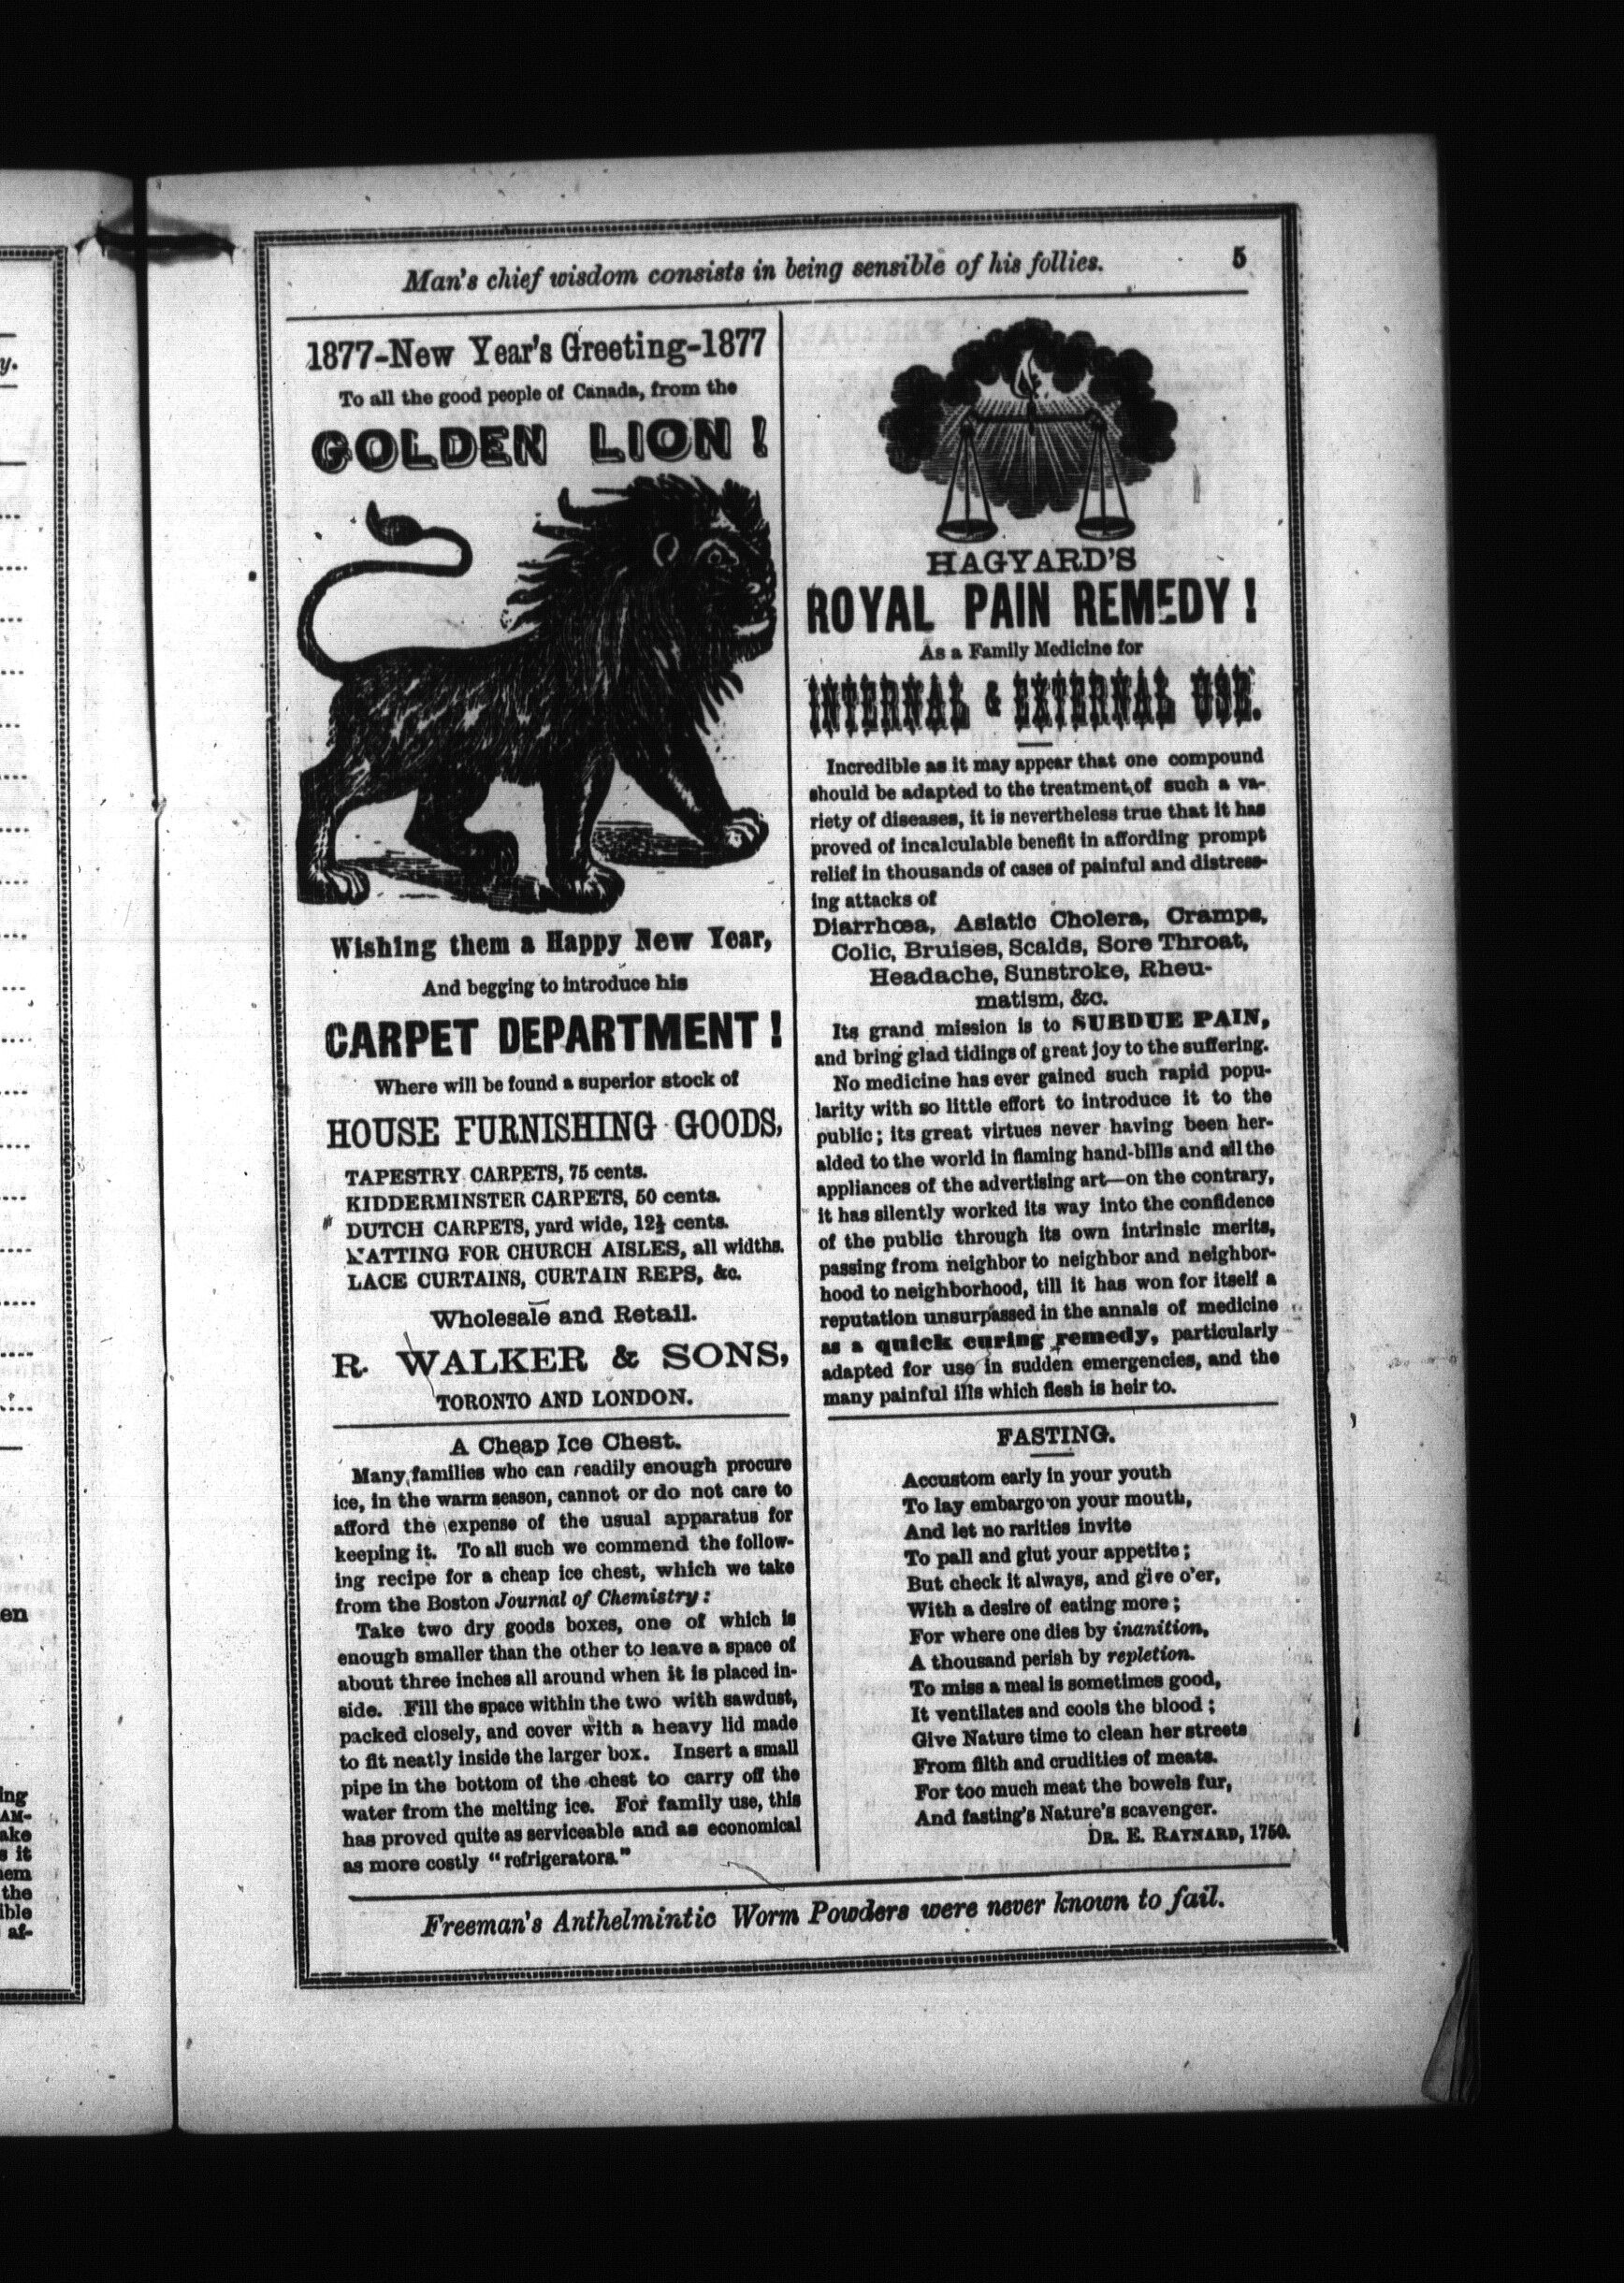 Man's chief wisdom consists in being sensible of his follies.
5
1877-New Year's Greeting-1877
To all the good people of Canada, from the
GOLDEN LION!
Wishing them a Happy New Year,
And begging to introduce his
CARPET DEPARTMENT!
Where will be found a superior stock of
HOUSE FURNISHING GOODS,
TAPESTRY CARPETS, 75 cents.
KIDDERMINSTER CARPETS, 50 cents.
DUTCH CARPETS, yard wide, 12½ cents.
MATTING FOR CHURCH AISLES, all widths.
LACE CURTAINS, CURTAIN REPS, &c.
Wholesale and Retail.
R. WALKER & SONS,
TORONTO AND LONDON.
A Cheap Ice Chest.
Many families who can readily enough procure
ice, in the warm season, cannot or do not care to
afford the expense of the usual apparatus for
keeping it. To all such we commend the follow-
ing recipe for a cheap ice chest, which we take
from the Boston Journal of Chemistry:
Take two dry goods boxes, one of which is
enough smaller than the other to leave a space of
about three inches all around when it is placed in-
side. Fill the space within the two with sawdust,
packed closely, and cover with a heavy lid made
to fit neatly inside the larger box. Insert a small
pipe in the bottom of the chest to carry off the
water from the melting ice. For family use, this
has proved quite as serviceable and as economical
as more costly "refrigerators."
HAGYARD'S
ROYAL PAIN REMEDY!
As a Family Medicine for
INTERNAL & EXTERNAL USE.
Incredible as it may appear that one compound
should be adapted to the treatment of such a va-
riety of diseases, it is nevertheless true that it has
proved of incalculable benefit in affording prompt
relief in thousands of cases of painful and distress-
ing attacks of
Diarrhœa, Asiatic Cholera, Cramps,
Colic, Bruises, Scalds, Sore Throat,
Headache, Sunstroke, Rheu-
matism, &c.
Its grand mission is to SUBDUE PAIN,
and bring glad tidings of great joy to the suffering.
No medicine has ever gained such rapid popu-
larity with so little effort to introduce it to the
public; its great virtues never having been her-
alded to the world in flaming hand-bills and all the
appliances of the advertising art—on the contrary,
it has silently worked its way into the confidence
of the public through its own intrinsic merits,
passing from neighbor to neighbor and neighbor-
hood to neighborhood, till it has won for itself a
reputation unsurpassed in the annals of medicine
as a quick curing remedy, particularly
adapted for use in sudden emergencies, and the
many painful ills which flesh is heir to.
FASTING.
Accustom early in your youth
To lay embargo on your mouth,
And let no rarities invite
To pall and glut your appetite;
But check it always, and give o'er,
With a desire of eating more;
For where one dies by inanition,
A thousand perish by repletion.
To miss a meal is sometimes good,
It ventilates and cools the blood;
Give Nature time to clean her streets
From filth and crudities of meats.
For too much meat the bowels fur,
And fasting's Nature's scavenger.
DR. E. RAYNARD, 1750.
Freeman's Anthelmintic Worm Powders were never known to fail.